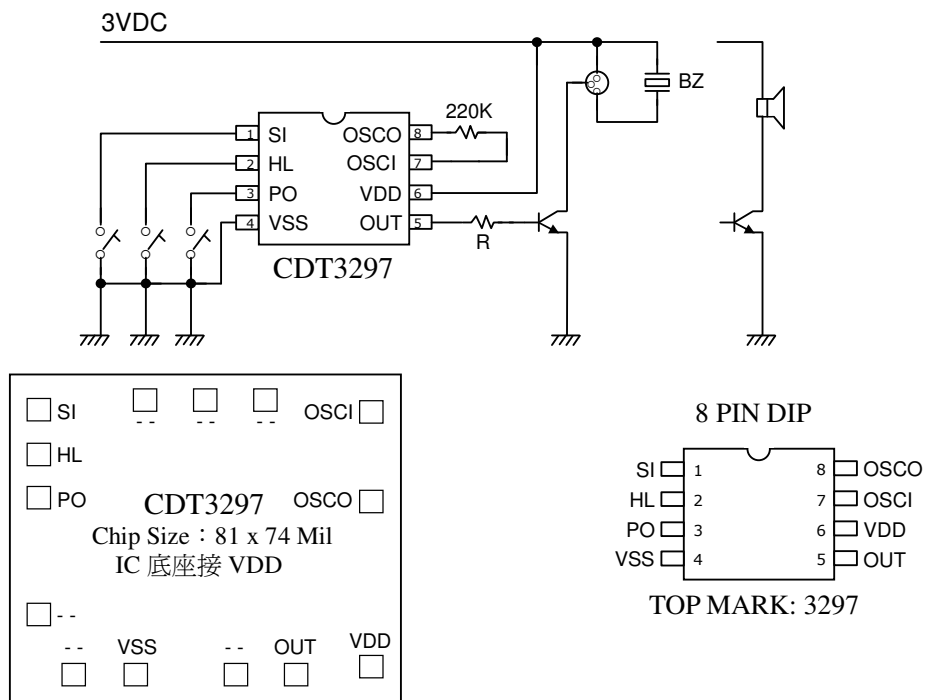 3VDC
BZ
220K
1 SI OSCO 8
2 HL OSCI 7
3 PO VDD 6
4 VSS OUT 5
R
CDT3297
SI -- -- -- OSCI
HL
PO CDT3297 OSCO
Chip Size：81 x 74 Mil
IC 底座接 VDD
--
-- VSS -- OUT VDD
8 PIN DIP
SI 1 8 OSCO
HL 2 7 OSCI
PO 3 6 VDD
VSS 4 5 OUT
TOP MARK: 3297